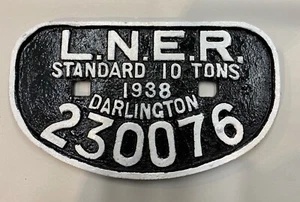 L.N.E.R.
STANDARD 10 TONS
1938
DARLINGTON
230076